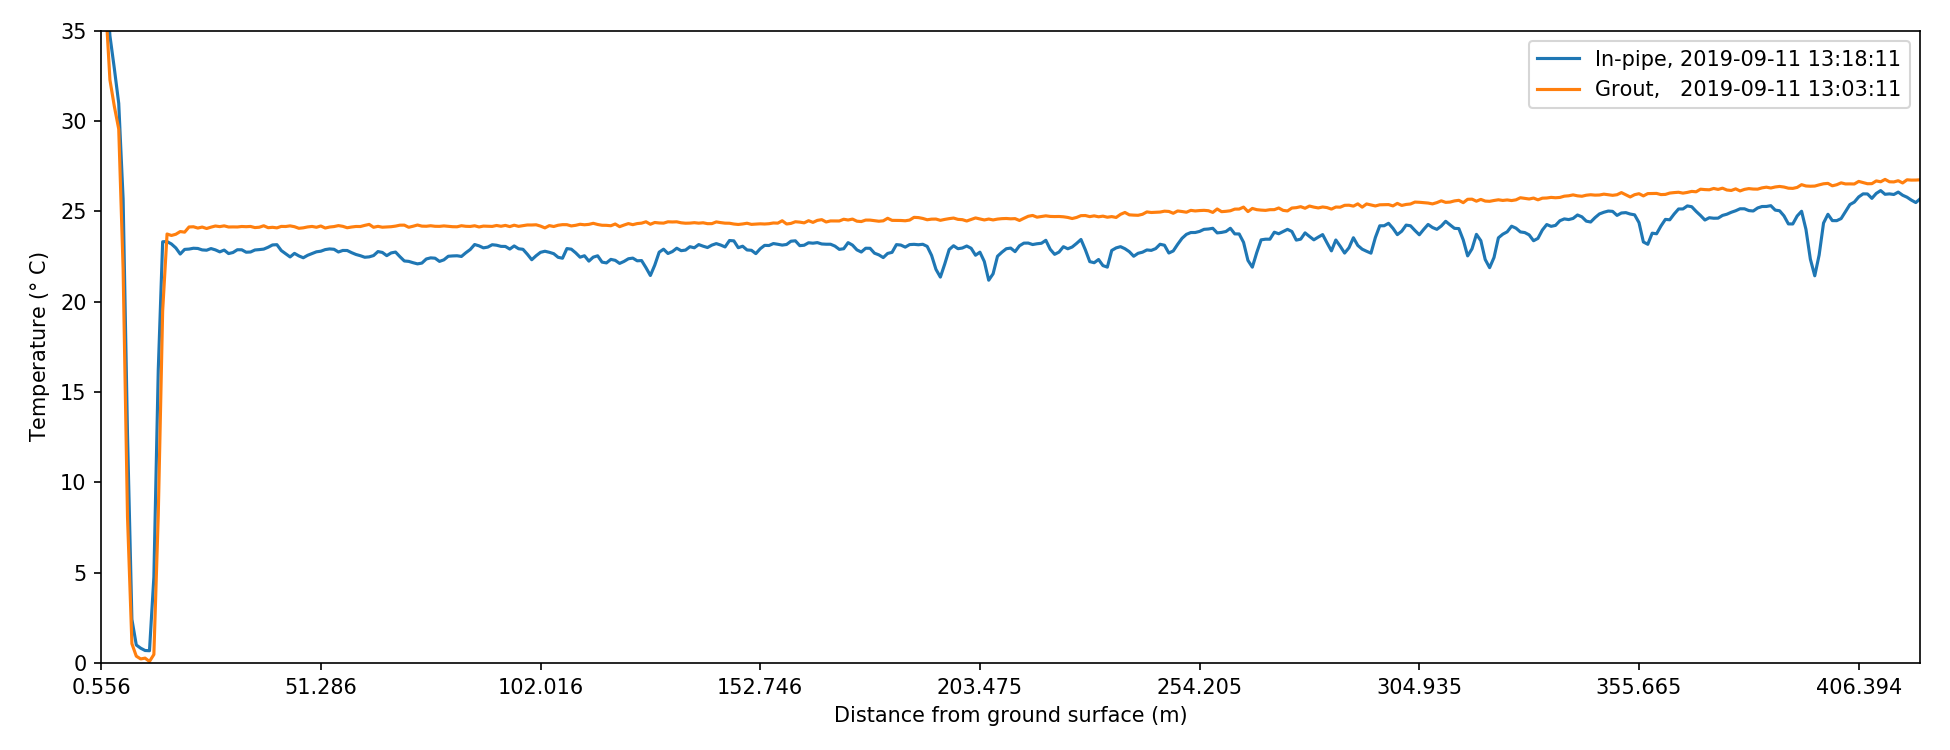 35
30
25
20
15
10
5
0
Temperature (° C)
In-pipe, 2019-09-11 13:18:11
Grout, 2019-09-11 13:03:11
0.556 51.286 102.016 152.746 203.475 254.205 304.935 355.665 406.394
Distance from ground surface (m)